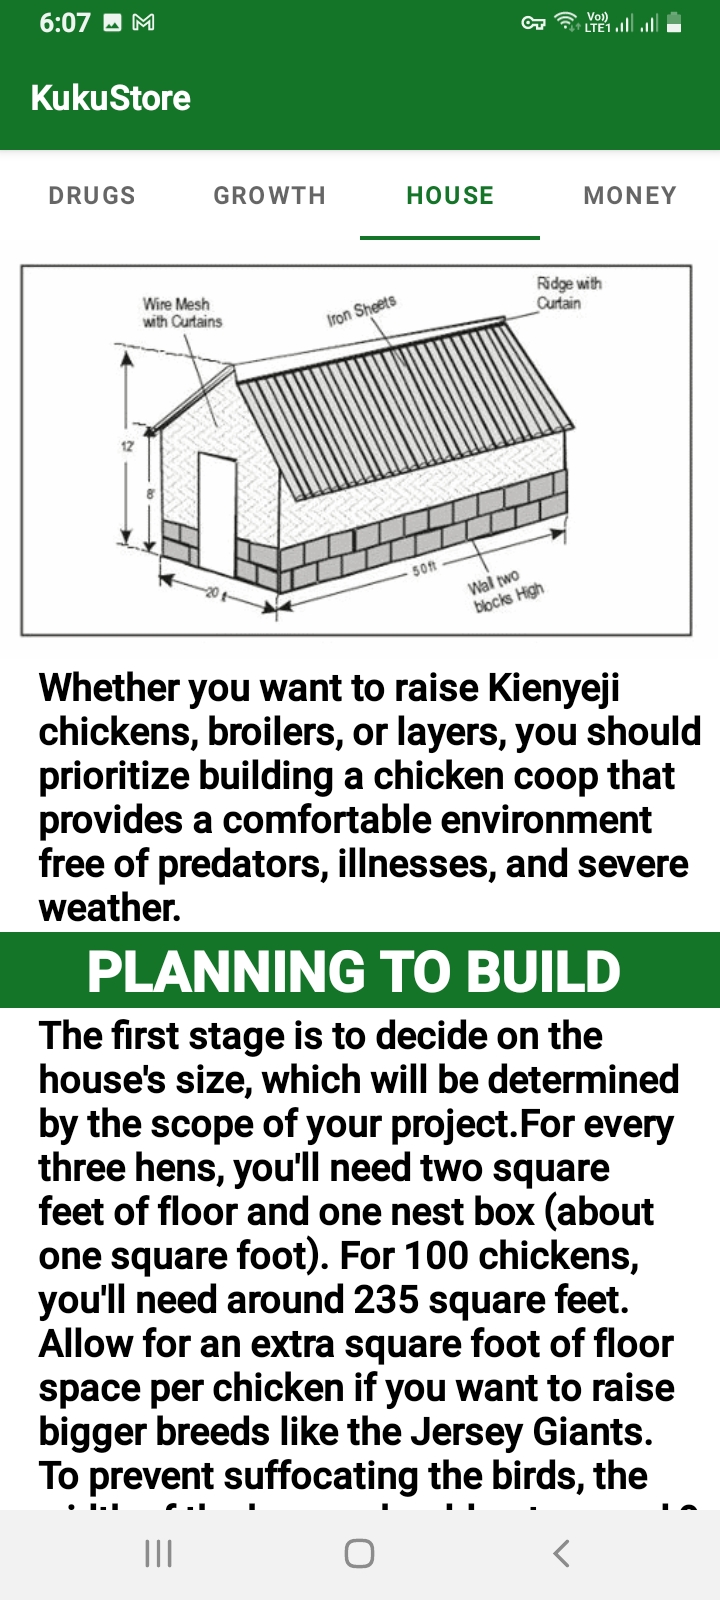 6:07
Vo))
LTE1
KukuStore
DRUGS GROWTH HOUSE MONEY
Ridge with
Curtain
Wire Mesh
with Curtains
Iron Sheets
12'
8'
20 ft
50 ft
Wall two
blocks High
Whether you want to raise Kienyeji
chickens, broilers, or layers, you should
prioritize building a chicken coop that
provides a comfortable environment
free of predators, illnesses, and severe
weather.
PLANNING TO BUILD
The first stage is to decide on the
house's size, which will be determined
by the scope of your project.For every
three hens, you'll need two square
feet of floor and one nest box (about
one square foot). For 100 chickens,
you'll need around 235 square feet.
Allow for an extra square foot of floor
space per chicken if you want to raise
bigger breeds like the Jersey Giants.
To prevent suffocating the birds, the